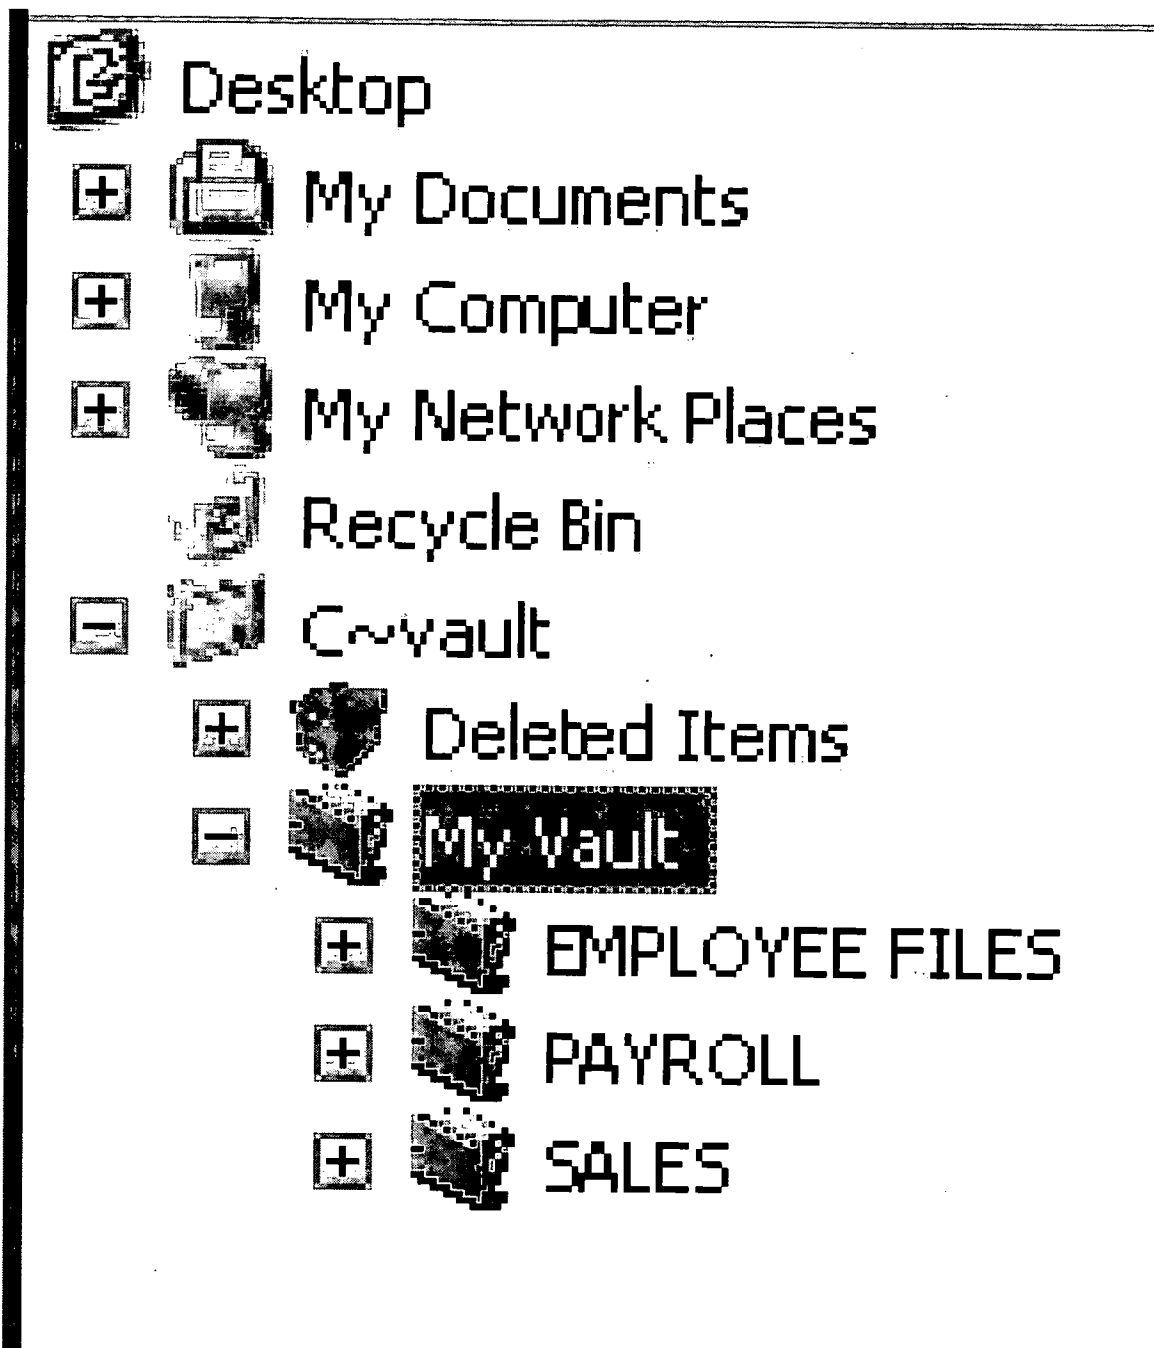 Desktop
My Documents
My Computer
My Network Places
Recycle Bin
C~vault
Deleted Items
My Vault
EMPLOYEE FILES
PAYROLL
SALES